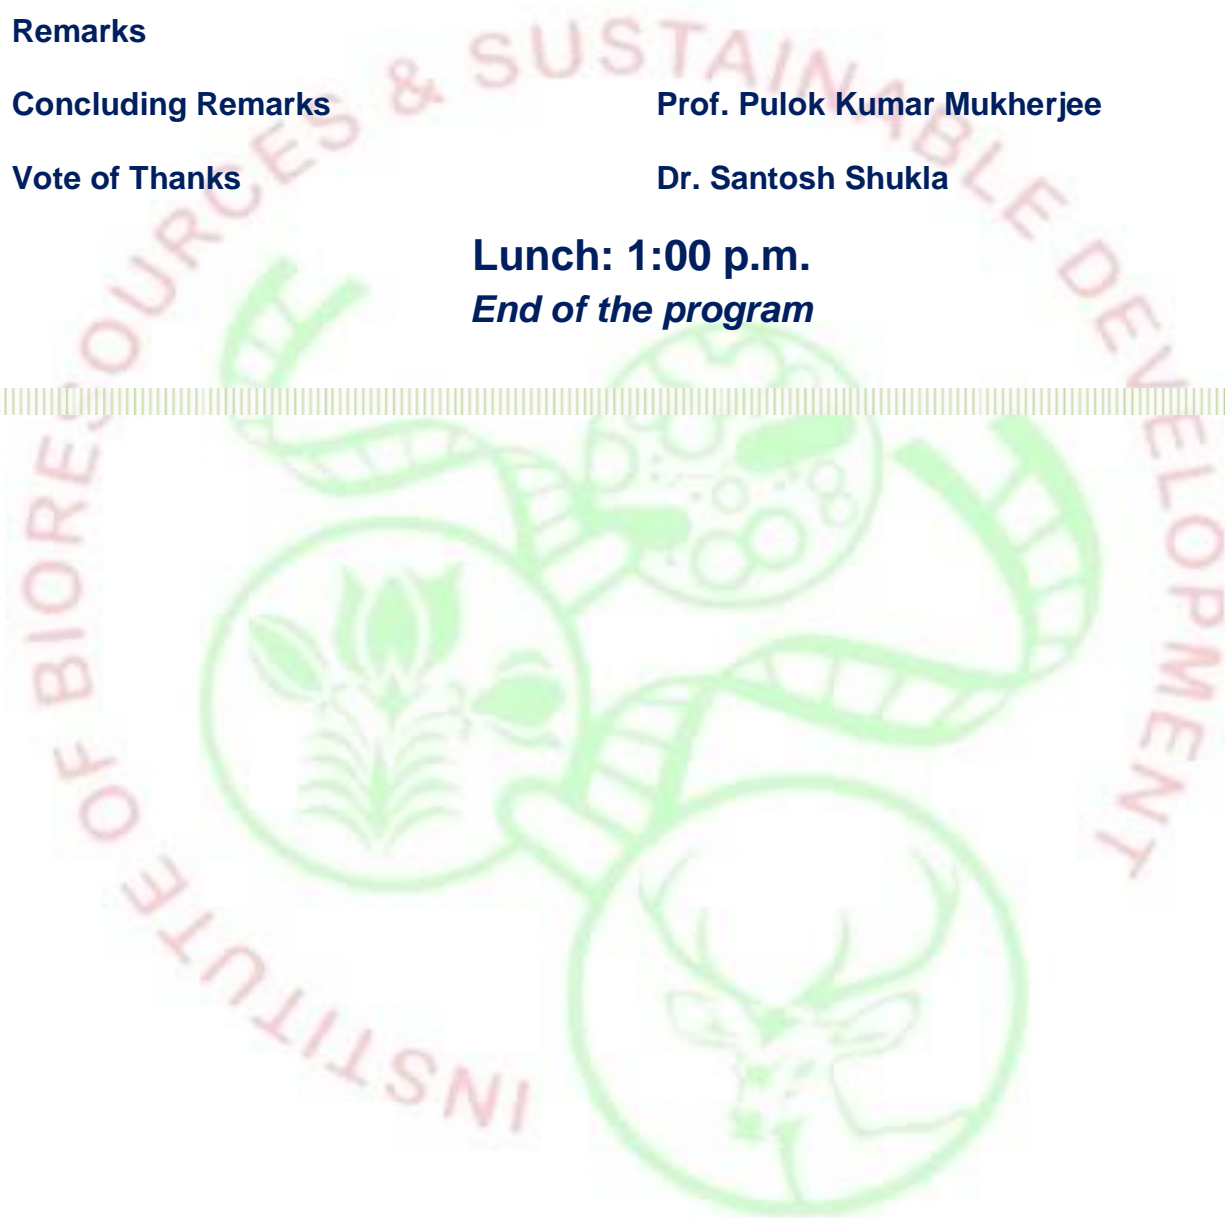 Remarks
Concluding Remarks Prof. Pulok Kumar Mukherjee
Vote of Thanks Dr. Santosh Shukla
Lunch: 1:00 p.m.
End of the program
INSTITUTE OF BIORESOURCES & SUSTAINABLE DEVELOPMENT